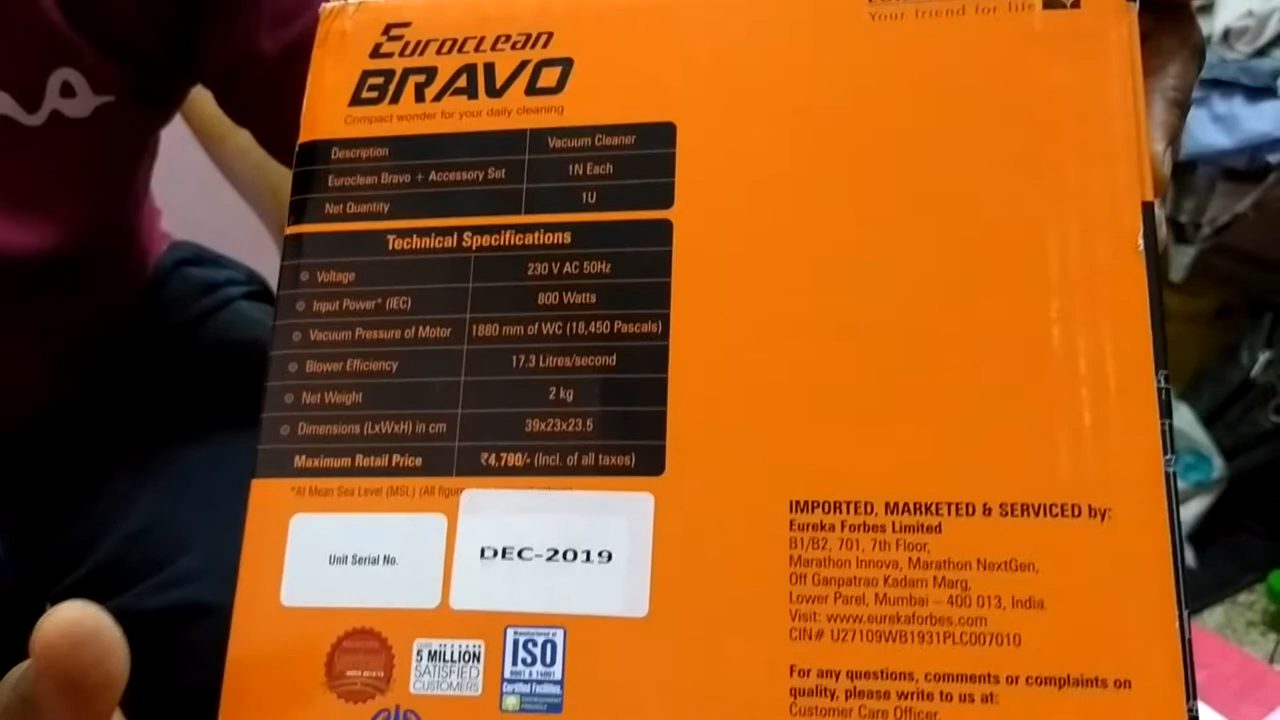 Your friend for life
Euroclean
BRAVO
Compact wonder for your daily cleaning
Description Vacuum Cleaner
Euroclean Bravo + Accessory Set 1N Each
Net Quantity 1U
Technical Specifications
Voltage 230 V AC 50Hz
Input Power* (IEC) 800 Watts
Vacuum Pressure of Motor 1880 mm of WC (18,450 Pascals)
Blower Efficiency 17.3 Litres/second
Net Weight 2 kg
Dimensions (LxWxH) in cm 39x23x23.5
Maximum Retail Price ₹4,790/- (Incl. of all taxes)
*At Mean Sea Level (MSL) (All
Unit Serial No.
DEC-2019
5 MILLION
SATISFIED
CUSTOMERS
Manufactured at
ISO
9001 & 14001
Certified Facilities.
IMPORTED, MARKETED & SERVICED by:
Eureka Forbes Limited
B1/B2, 701, 7th Floor,
Marathon Innova, Marathon NextGen,
Off Ganpatrao Kadam Marg,
Lower Parel, Mumbai – 400 013, India.
Visit: www.eurekaforbes.com
CIN# U27109WB1931PLC007010
For any questions, comments or complaints on
quality, please write to us at:
Customer Care Officer,